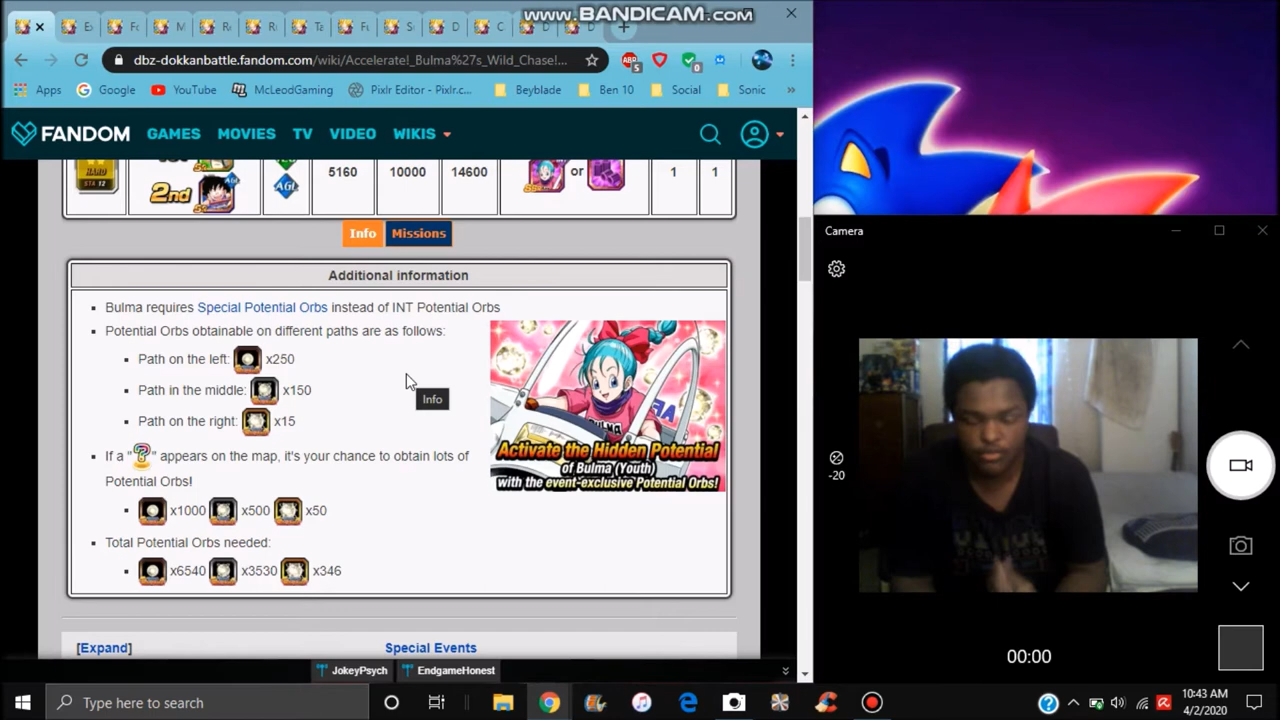 www.BANDICAM.com
dbz-dokkanbattle.fandom.com/wiki/Accelerate!_Bulma%27s_Wild_Chase!...
Apps Google YouTube McLeodGaming Pixlr Editor - Pixlr.c... Beyblade Ben 10 Social Sonic »
FANDOM GAMES MOVIES TV VIDEO WIKIS
HARD
STA 12
2nd
AGI
5160 10000 14600 or 1 1
Info Missions
Additional information
Bulma requires Special Potential Orbs instead of INT Potential Orbs
Potential Orbs obtainable on different paths are as follows:
Path on the left: x250
Path in the middle: x150
Path on the right: x15
If a "?" appears on the map, it's your chance to obtain lots of
Potential Orbs!
x1000 x500 x50
Total Potential Orbs needed:
x6540 x3530 x346
Info
BULMA
Activate the Hidden Potential
of Bulma (Youth)
with the event-exclusive Potential Orbs!
[Expand] Special Events
JokeyPsych EndgameHonest
Camera
-20
00:00
Type here to search
10:43 AM
4/2/2020